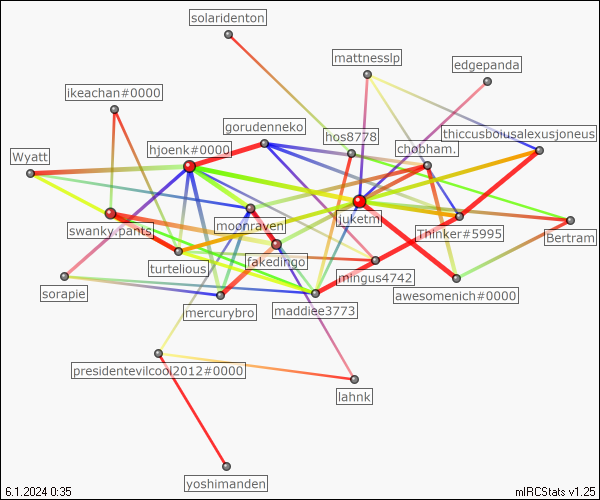 solaridenton
mattnesslp
edgepanda
ikeachan#0000
gorudenneko
hos8778
thiccusboiusalexusjoneus
hjoenk#0000
chobham.
Wyatt
swanky.pants
moonraven
juketm
Thinker#5995
Bertram
turtelious
fakedingo
mingus4742
sorapie
mercurybro
maddiee3773
awesomenich#0000
presidentevilcool2012#0000
lahnk
yoshimanden
6.1.2024 0:35
mIRCStats v1.25